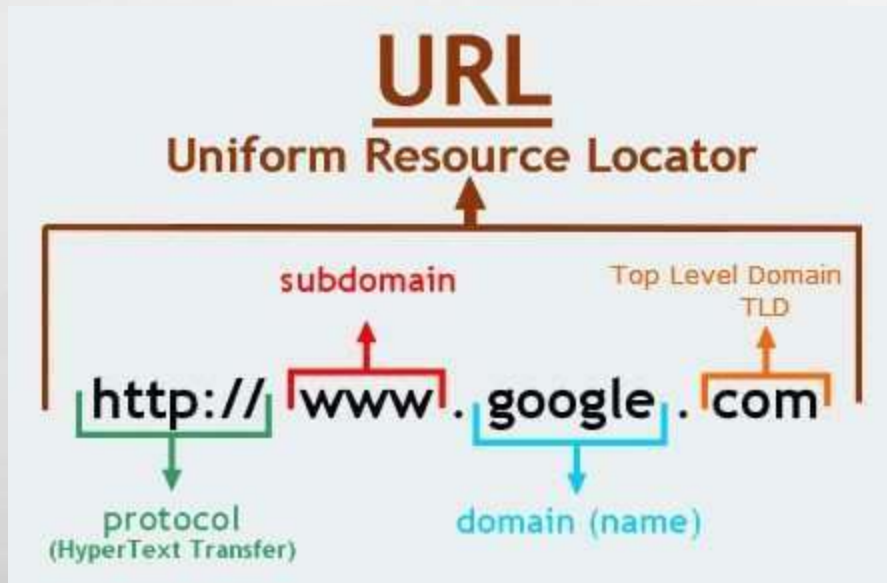 URL
Uniform Resource Locator
subdomain
Top Level Domain
TLD
http:// www . google . com
protocol
(HyperText Transfer)
domain (name)